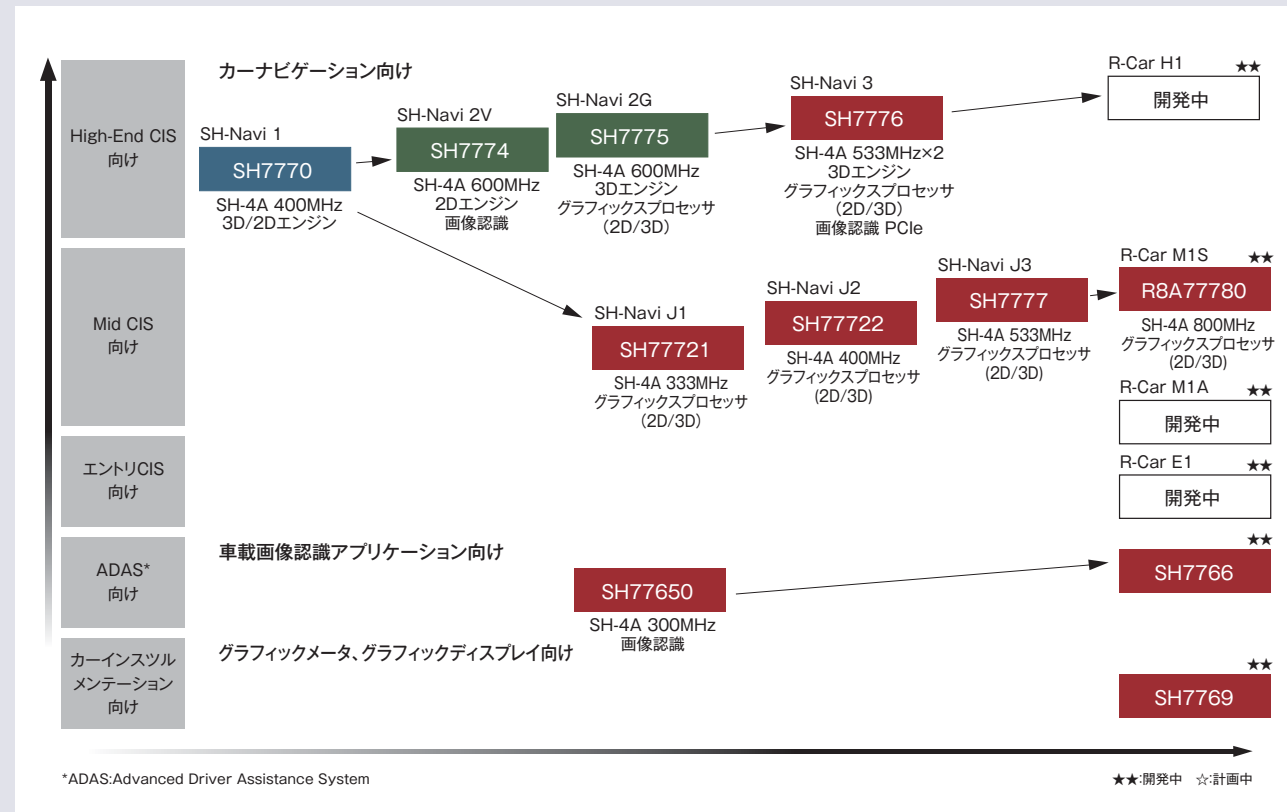 カーナビゲーション向け
High-End CIS
向け
SH-Navi 1
SH7770
SH-4A 400MHz
3D/2Dエンジン
SH-Navi 2V
SH7774
SH-4A 600MHz
2Dエンジン
画像認識
SH-Navi 2G
SH7775
SH-4A 600MHz
3Dエンジン
グラフィックスプロセッサ
(2D/3D)
SH-Navi 3
SH7776
SH-4A 533MHz×2
3Dエンジン
グラフィックスプロセッサ
(2D/3D)
画像認識 PCIe
R-Car H1 ★★
開発中
Mid CIS
向け
SH-Navi J1
SH77721
SH-4A 333MHz
グラフィックスプロセッサ
(2D/3D)
SH-Navi J2
SH77722
SH-4A 400MHz
グラフィックスプロセッサ
(2D/3D)
SH-Navi J3
SH7777
SH-4A 533MHz
グラフィックスプロセッサ
(2D/3D)
R-Car M1S ★★
R8A77780
SH-4A 800MHz
グラフィックスプロセッサ
(2D/3D)
R-Car M1A ★★
開発中
エントリCIS
向け
R-Car E1 ★★
開発中
車載画像認識アプリケーション向け
ADAS*
向け
SH77650
SH-4A 300MHz
画像認識
★★
SH7766
グラフィックメータ、グラフィックディスプレイ向け
カーインスツル
メンテーション
向け
★★
SH7769
*ADAS:Advanced Driver Assistance System
★★:開発中 ☆:計画中